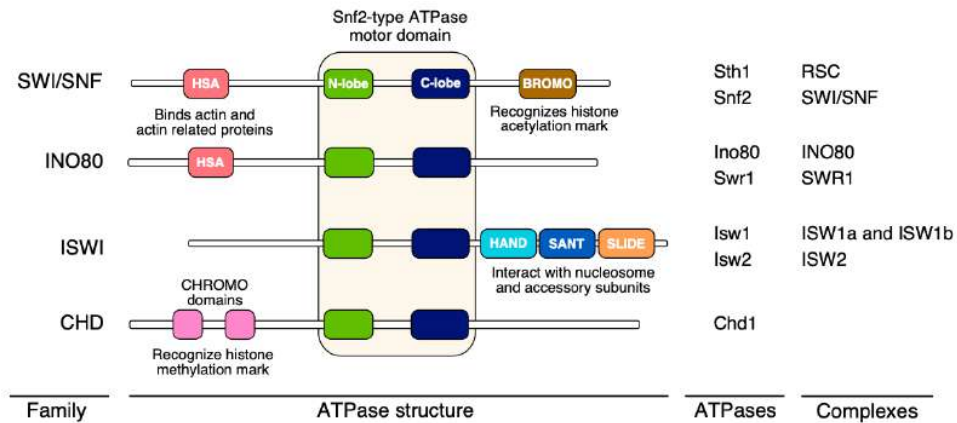 Snf2-type ATPase
motor domain
SWI/SNF HSA N-lobe C-lobe BROMO Sth1 RSC
Snf2 SWI/SNF
Binds actin and
actin related proteins
Recognizes histone
acetylation mark
INO80 HSA Ino80 INO80
Swr1 SWR1
ISWI HAND SANT SLIDE Isw1 ISW1a and ISW1b
Isw2 ISW2
Interact with nucleosome
and accessory subunits
CHROMO
domains
CHD Chd1
Recognize histone
methylation mark
Family ATPase structure ATPases Complexes